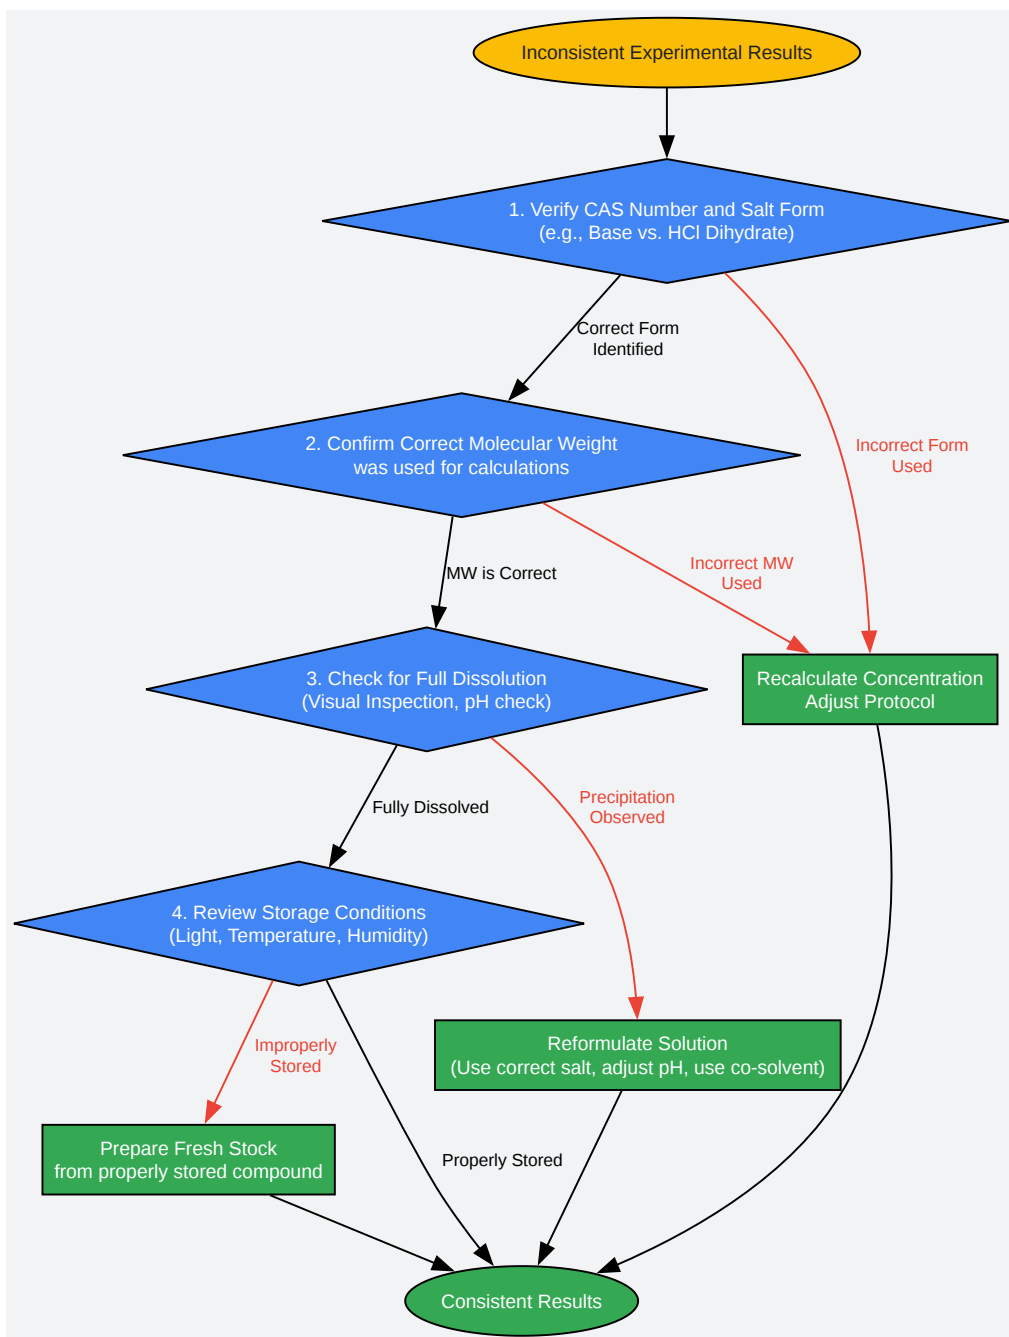 Inconsistent Experimental Results
1. Verify CAS Number and Salt Form
(e.g., Base vs. HCl Dihydrate)
Correct Form
Identified
Incorrect Form
Used
2. Confirm Correct Molecular Weight
was used for calculations
MW is Correct
Incorrect MW
Used
3. Check for Full Dissolution
(Visual Inspection, pH check)
Recalculate Concentration
Adjust Protocol
Fully Dissolved
Precipitation
Observed
4. Review Storage Conditions
(Light, Temperature, Humidity)
Improperly
Stored
Reformulate Solution
(Use correct salt, adjust pH, use co-solvent)
Prepare Fresh Stock
from properly stored compound
Properly Stored
Consistent Results